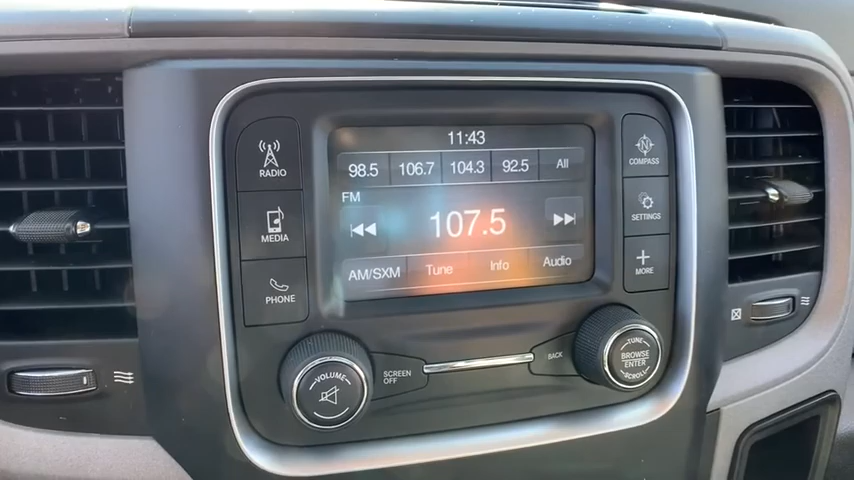 11:43
98.5 106.7 104.3 92.5 All
FM
107.5
AM/SXM Tune Info Audio
RADIO
MEDIA
PHONE
N
COMPASS
SETTINGS
MORE
VOLUME
SCREEN
OFF
BACK
TUNE
BROWSE
ENTER
SCROLL